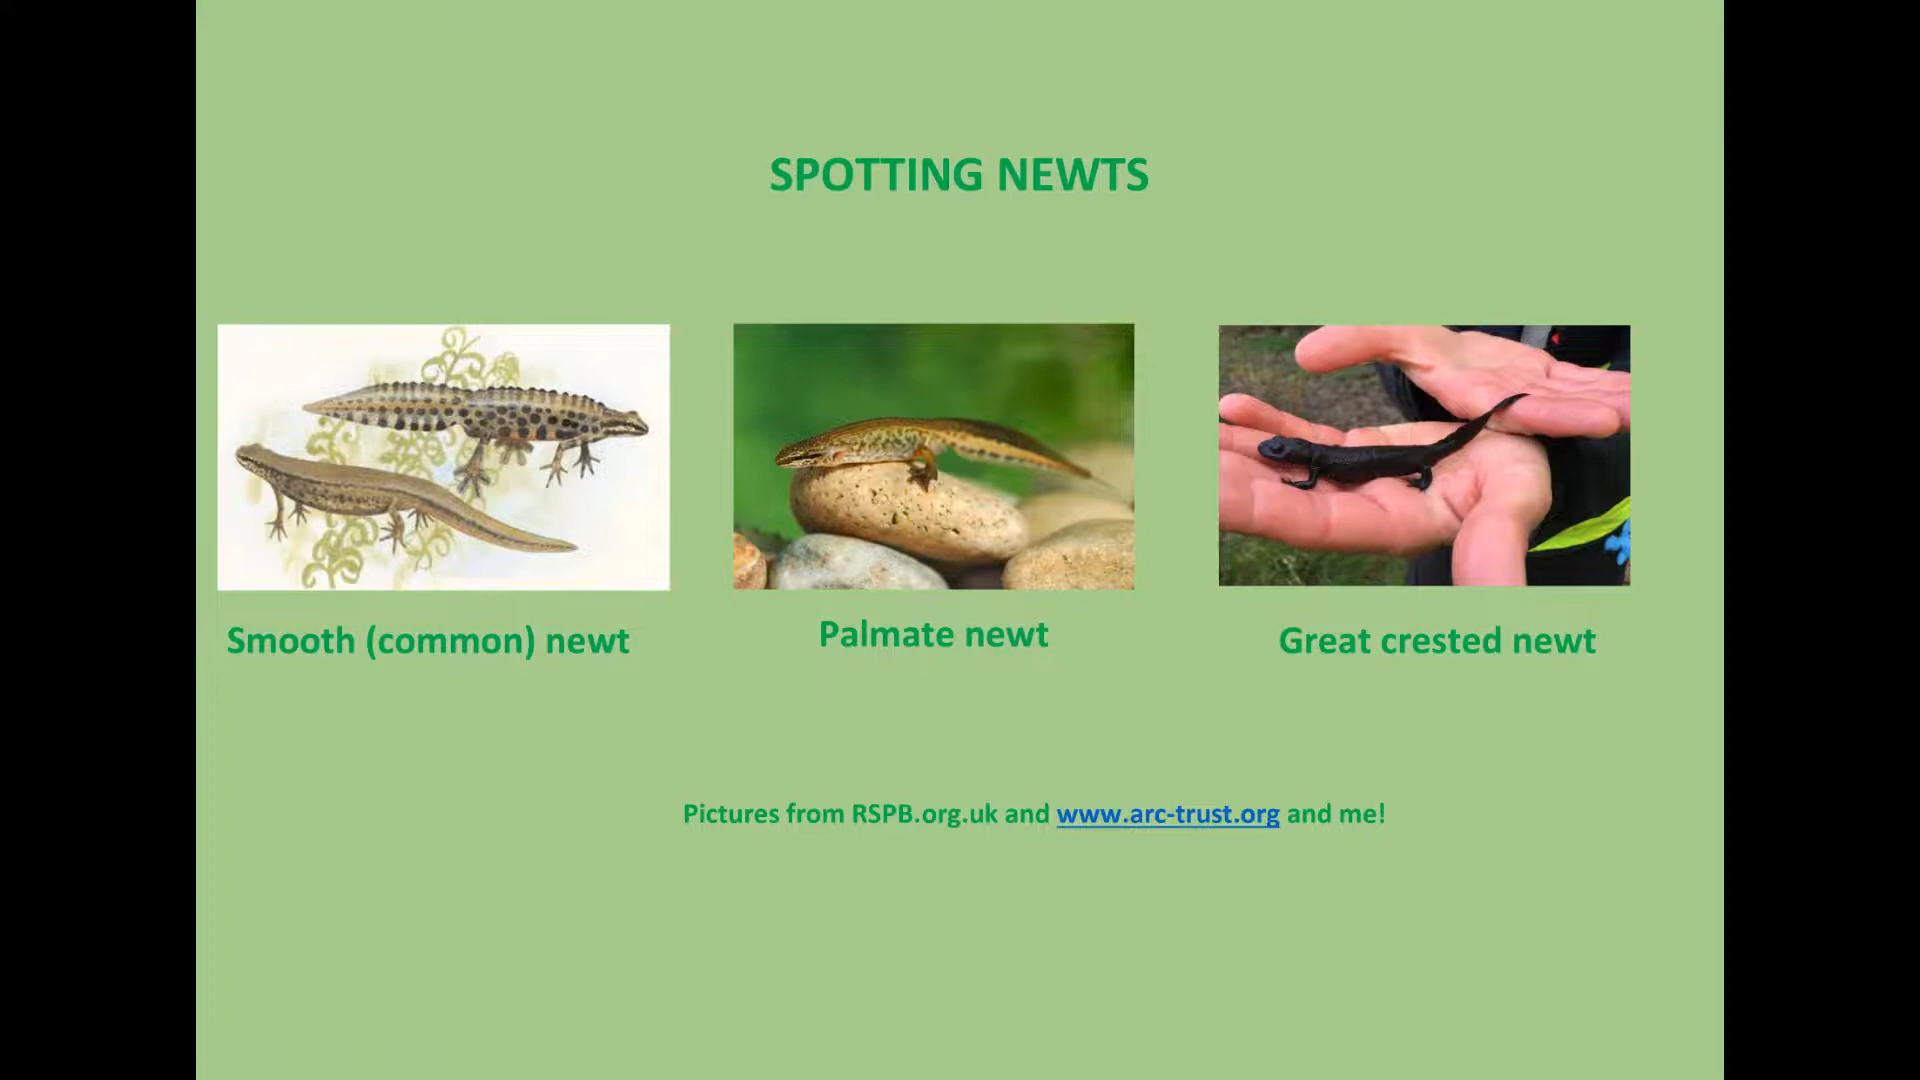 SPOTTING NEWTS
Smooth (common) newt
Palmate newt
Great crested newt
Pictures from RSPB.org.uk and www.arc-trust.org and me!